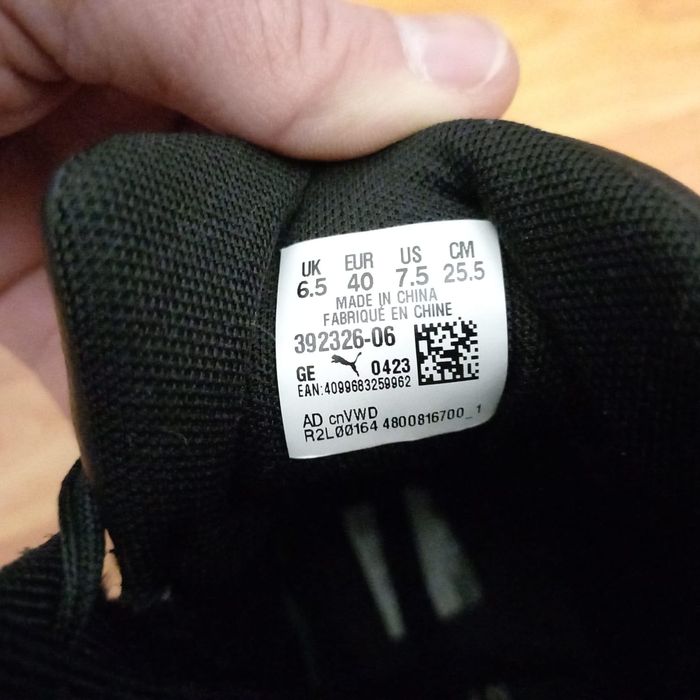 UK EUR US CM
6.5 40 7.5 25.5
MADE IN CHINA
FABRIQUÉ EN CHINE
392326-06
GE 0423
EAN:4099683259962
AD cnVWD
R2L00164 4800816700_1